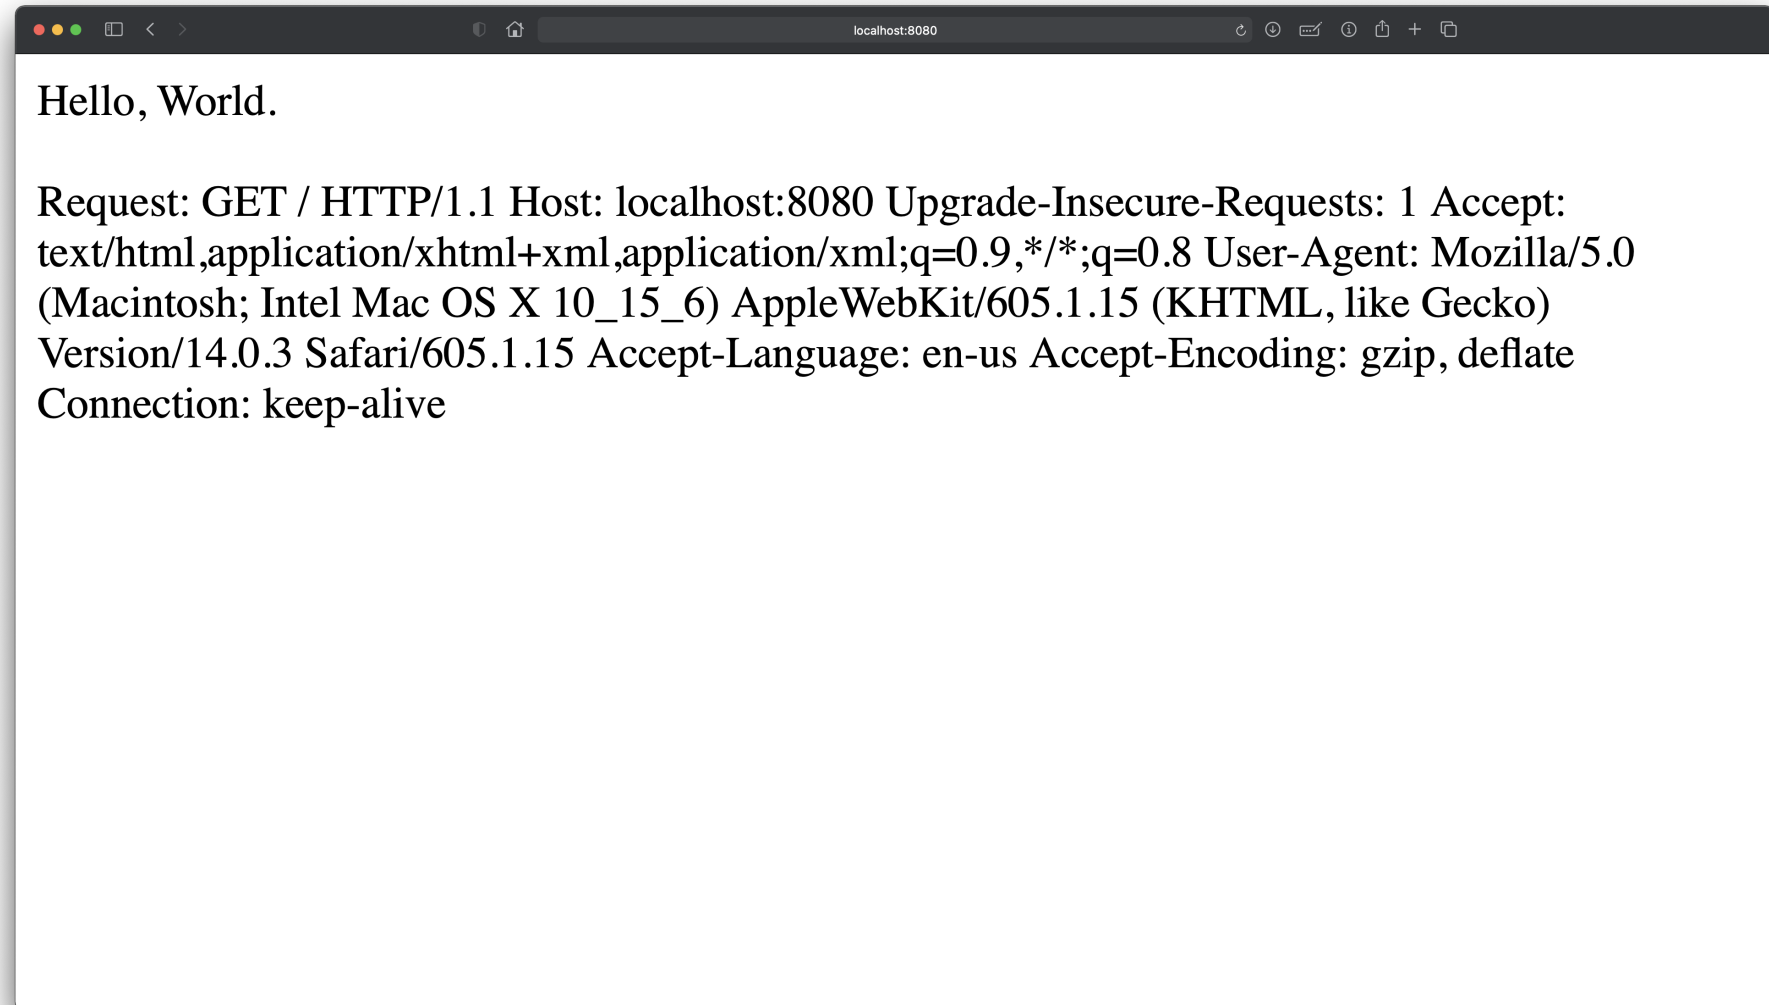 localhost:8080
Hello, World.
Request: GET / HTTP/1.1 Host: localhost:8080 Upgrade-Insecure-Requests: 1 Accept:
text/html,application/xhtml+xml,application/xml;q=0.9,*/*;q=0.8 User-Agent: Mozilla/5.0
(Macintosh; Intel Mac OS X 10_15_6) AppleWebKit/605.1.15 (KHTML, like Gecko)
Version/14.0.3 Safari/605.1.15 Accept-Language: en-us Accept-Encoding: gzip, deflate
Connection: keep-alive